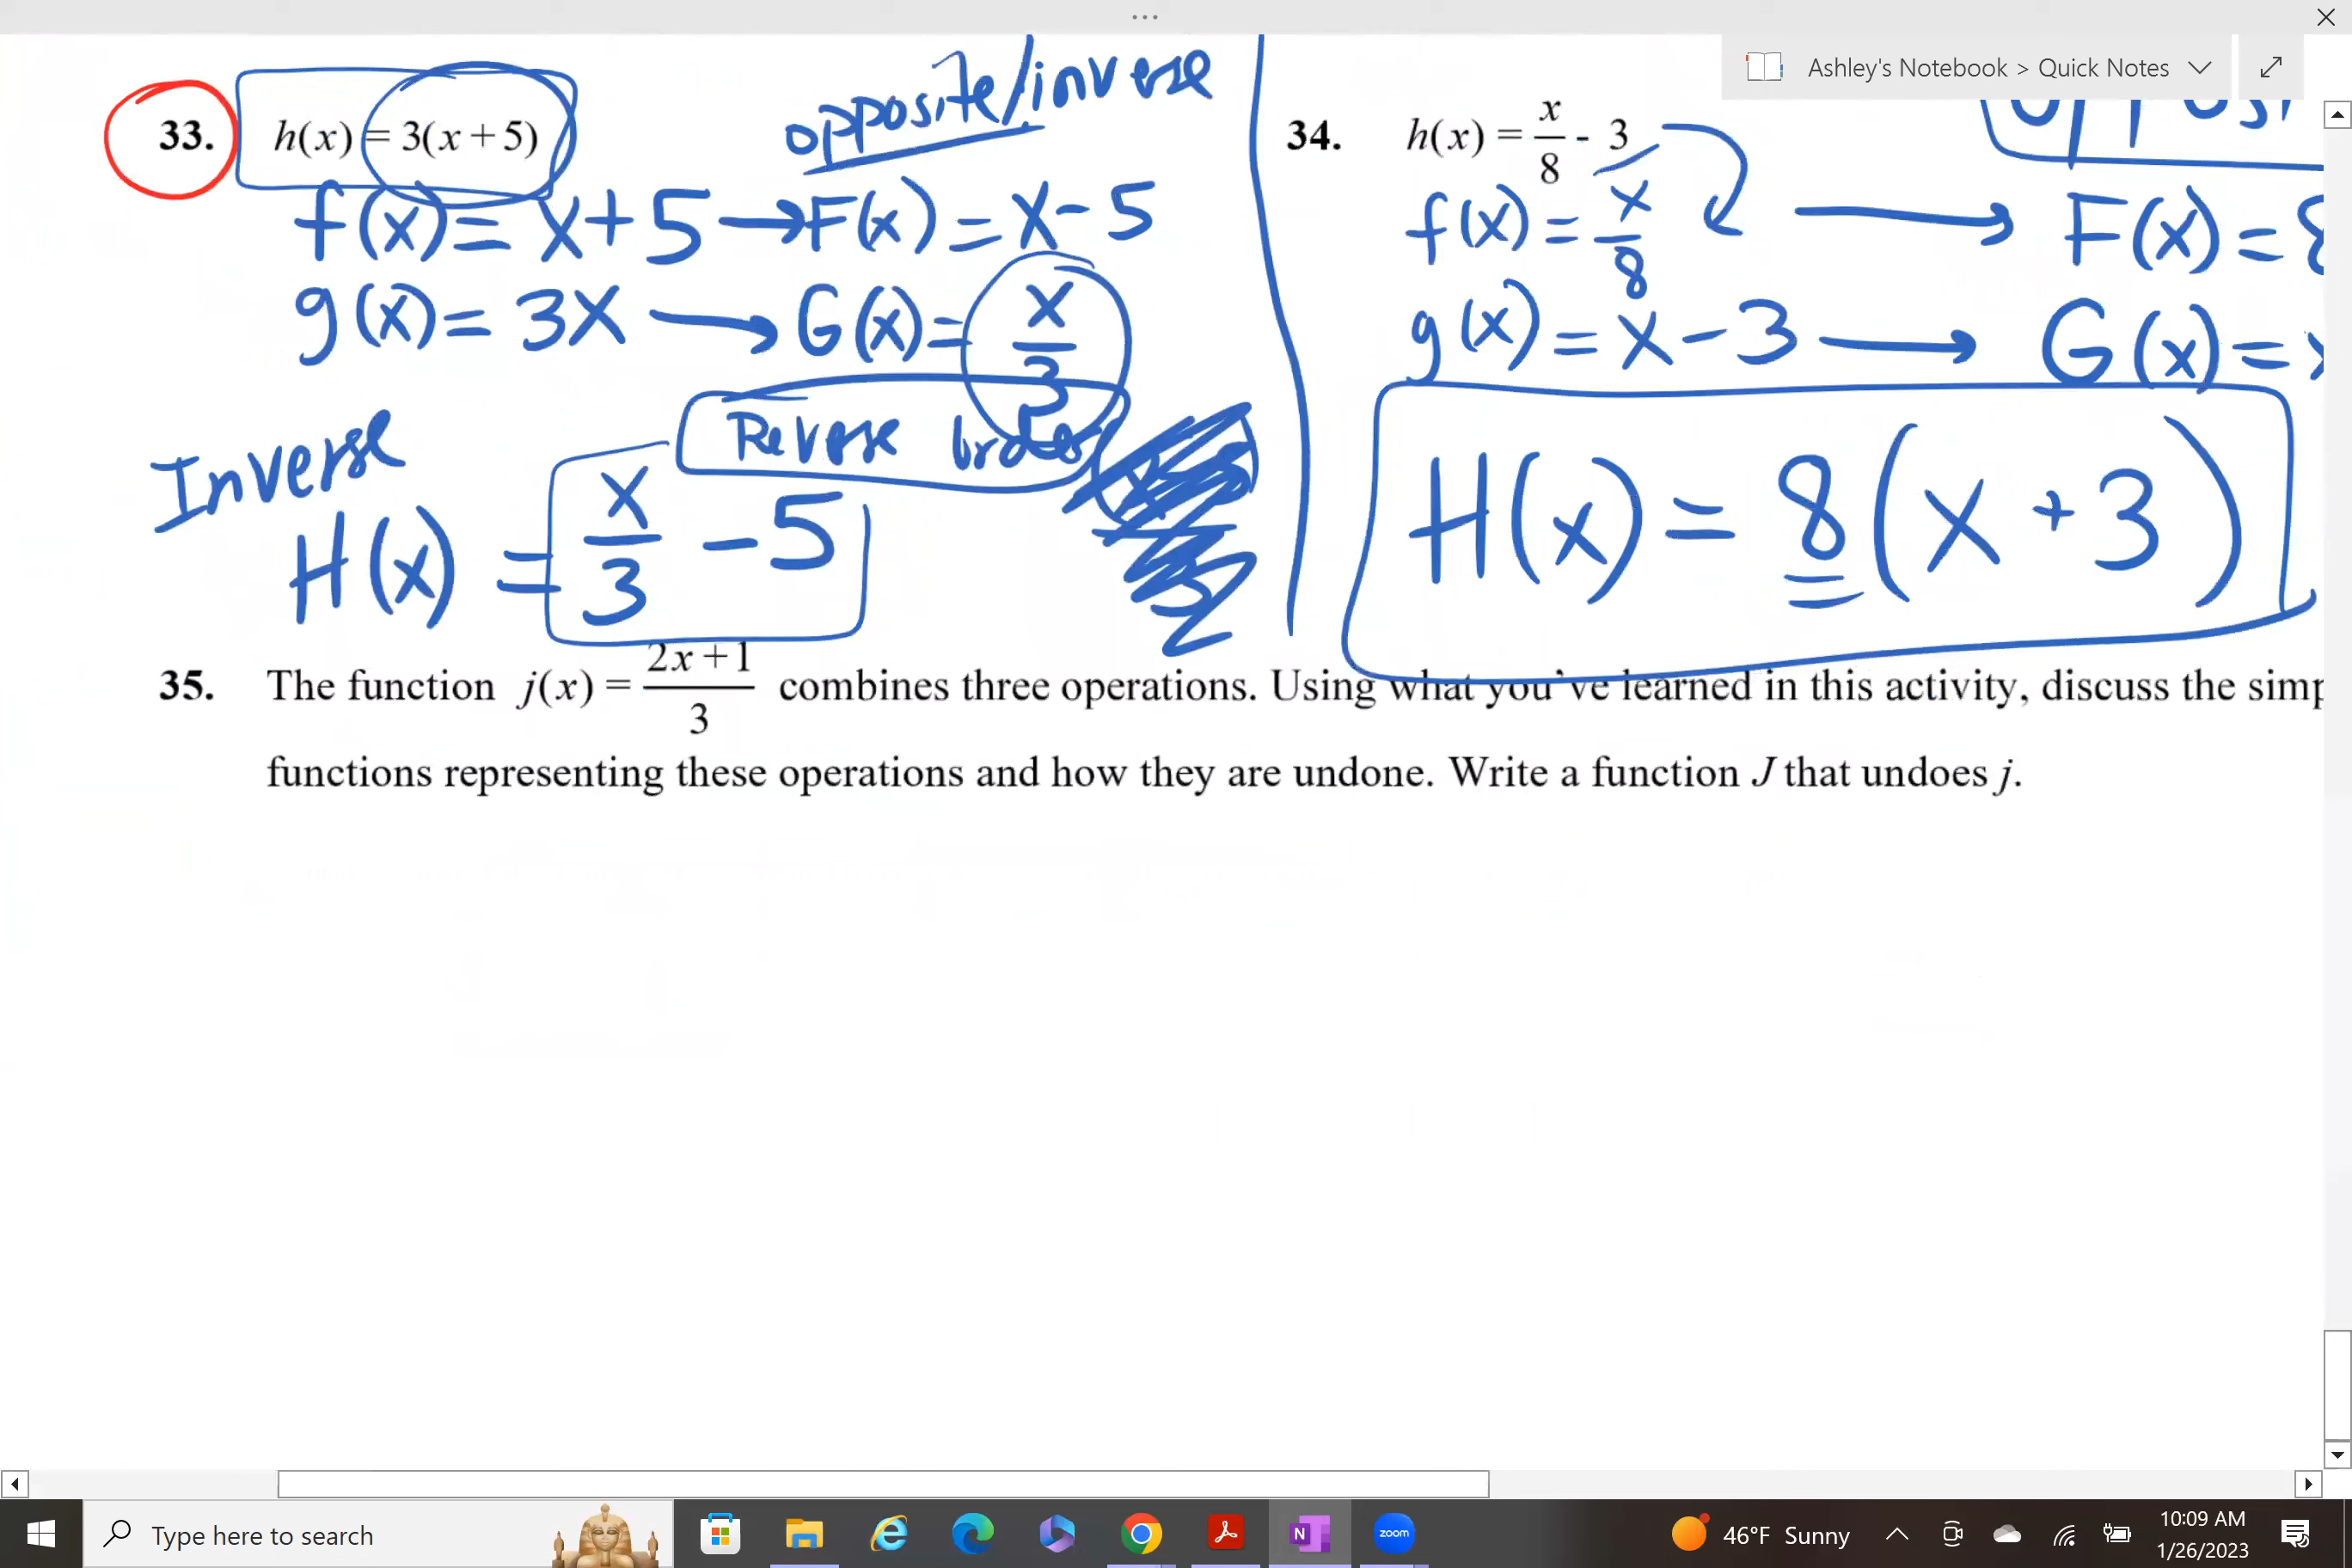 Ashley's Notebook > Quick Notes
33. h(x) = 3(x + 5)
opposite/inverse
f(x) = x + 5 → F(x) = x - 5
g(x) = 3x → G(x) = x/3
Reverse order
Inverse
H(x) = x/3 - 5
34. h(x) = x/8 - 3
f(x) = x/8 → F(x) = 8
g(x) = x - 3 → G(x) = x
H(x) = 8(x + 3)
35. The function j(x) = (2x + 1)/3 combines three operations. Using what you've learned in this activity, discuss the simp
functions representing these operations and how they are undone. Write a function J that undoes j.
Type here to search
zoom
46°F Sunny
10:09 AM
1/26/2023